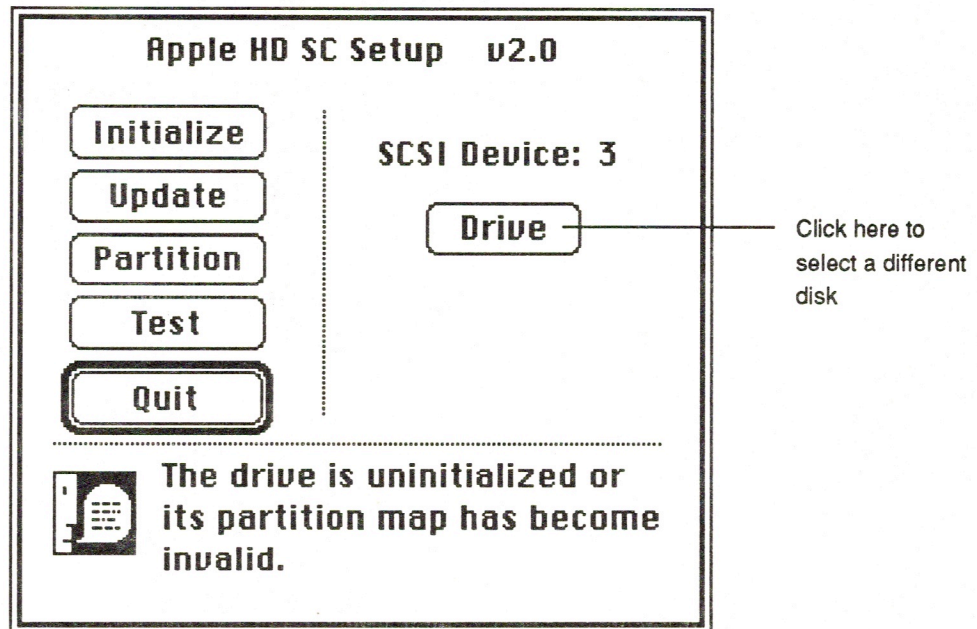 Apple HD SC Setup v2.0
Initialize
Update
Partition
Test
Quit
SCSI Device: 3
Drive
Click here to
select a different
disk
The drive is uninitialized or
its partition map has become
invalid.